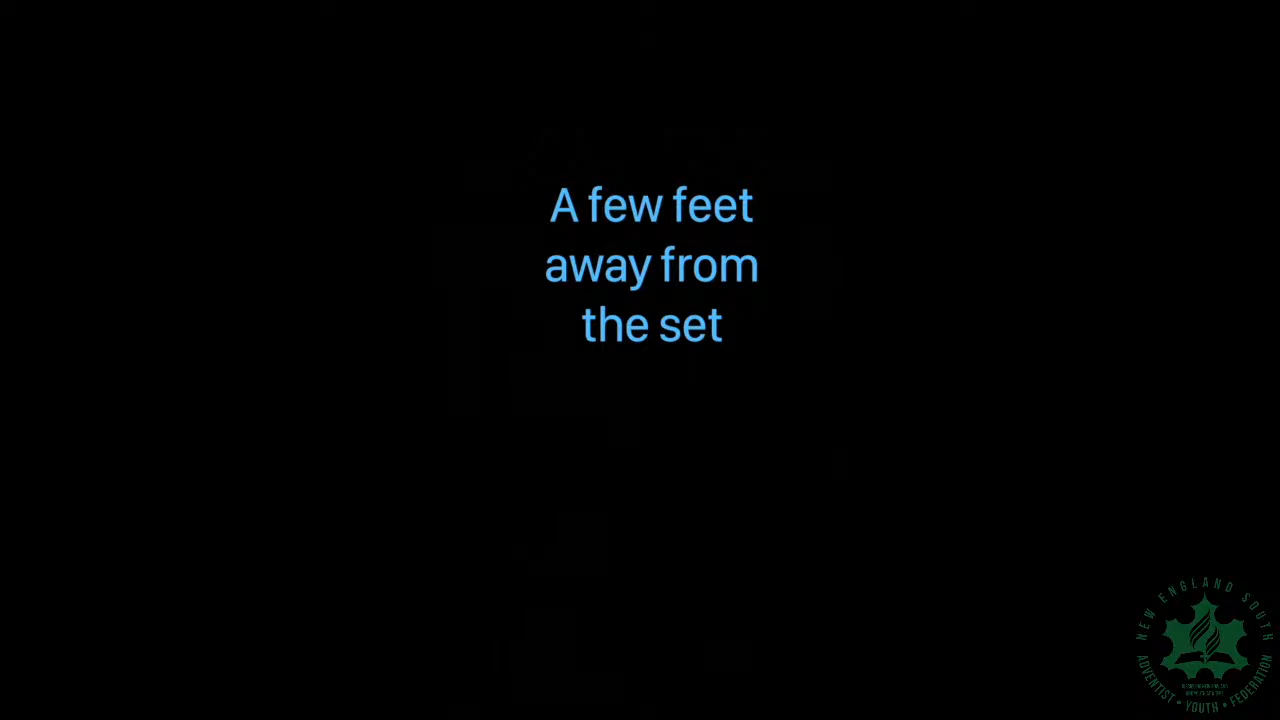 A few feet
away from
the set
NEW ENGLAND SOUTH
ADVENTIST • YOUTH • FEDERATION